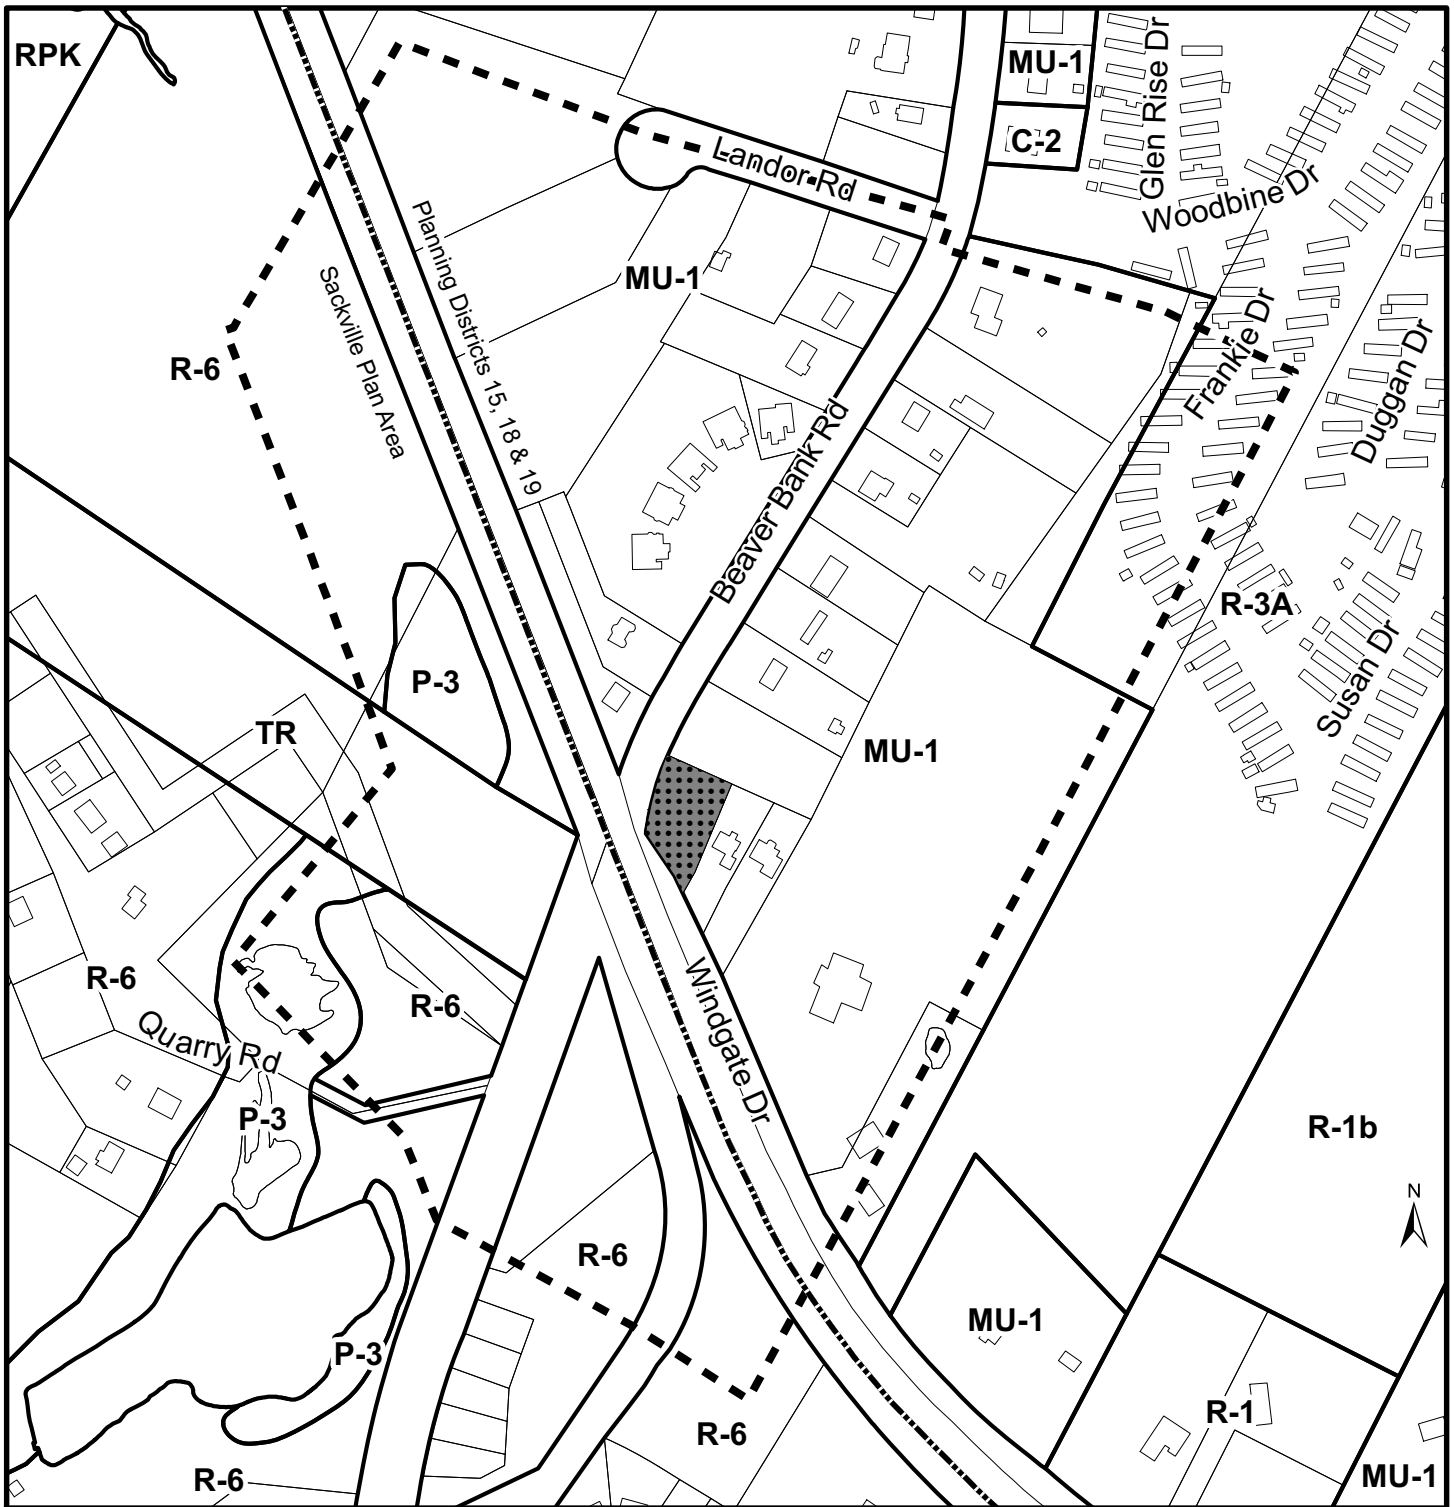 RPK
MU-1
Glen Rise Dr
C-2
Landor Rd
Woodbine Dr
Planning Districts 15, 18 & 19
MU-1
Sackville Plan Area
R-6
Frankie Dr
Duggan Dr
Beaver Bank Rd
R-3A
P-3
Susan Dr
TR
MU-1
R-6
R-6
Windgate Dr
Quarry Rd
P-3
R-1b
N
R-6
MU-1
P-3
R-1
R-6
R-6
MU-1